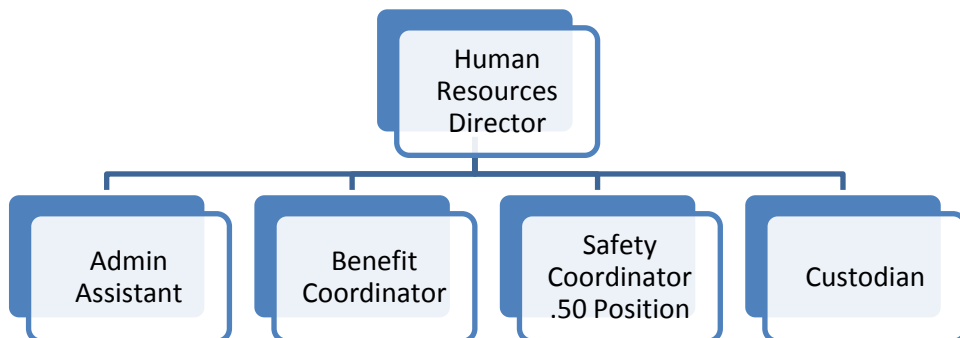 Human
Resources
Director
Admin
Assistant
Benefit
Coordinator
Safety
Coordinator
.50 Position
Custodian